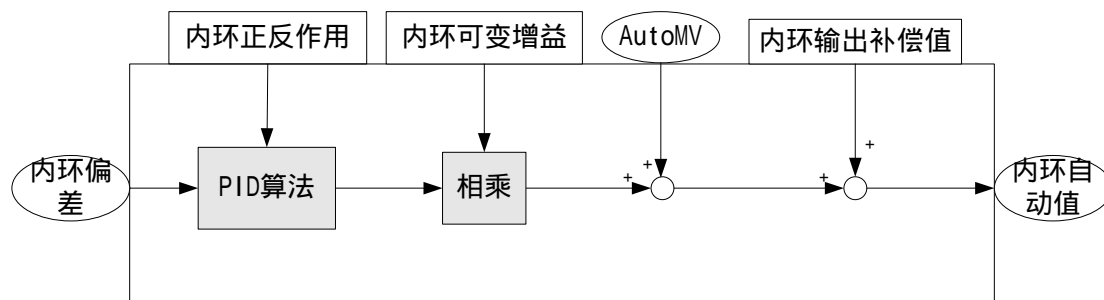 内环正反作用
内环可变增益
AutoMV
内环输出补偿值
+
+
内环偏
差
PID算法
相乘
+
+
内环自
动值